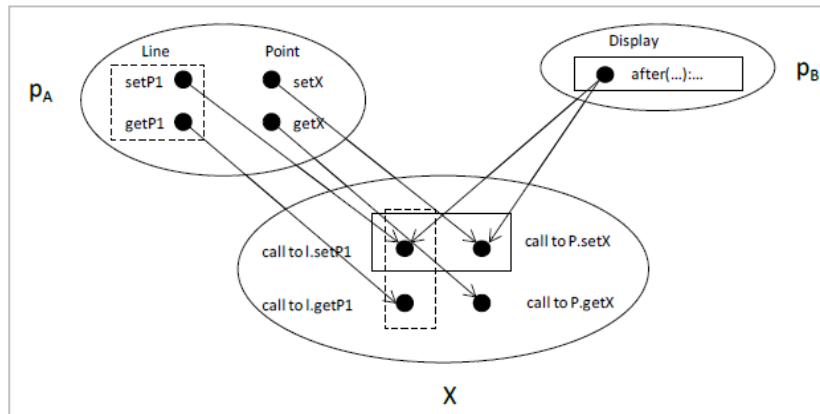 Line
Point
setP1
setX
getP1
getX
pA
Display
after(...):...
pB
call to l.setP1
call to P.setX
call to l.getP1
call to P.getX
X